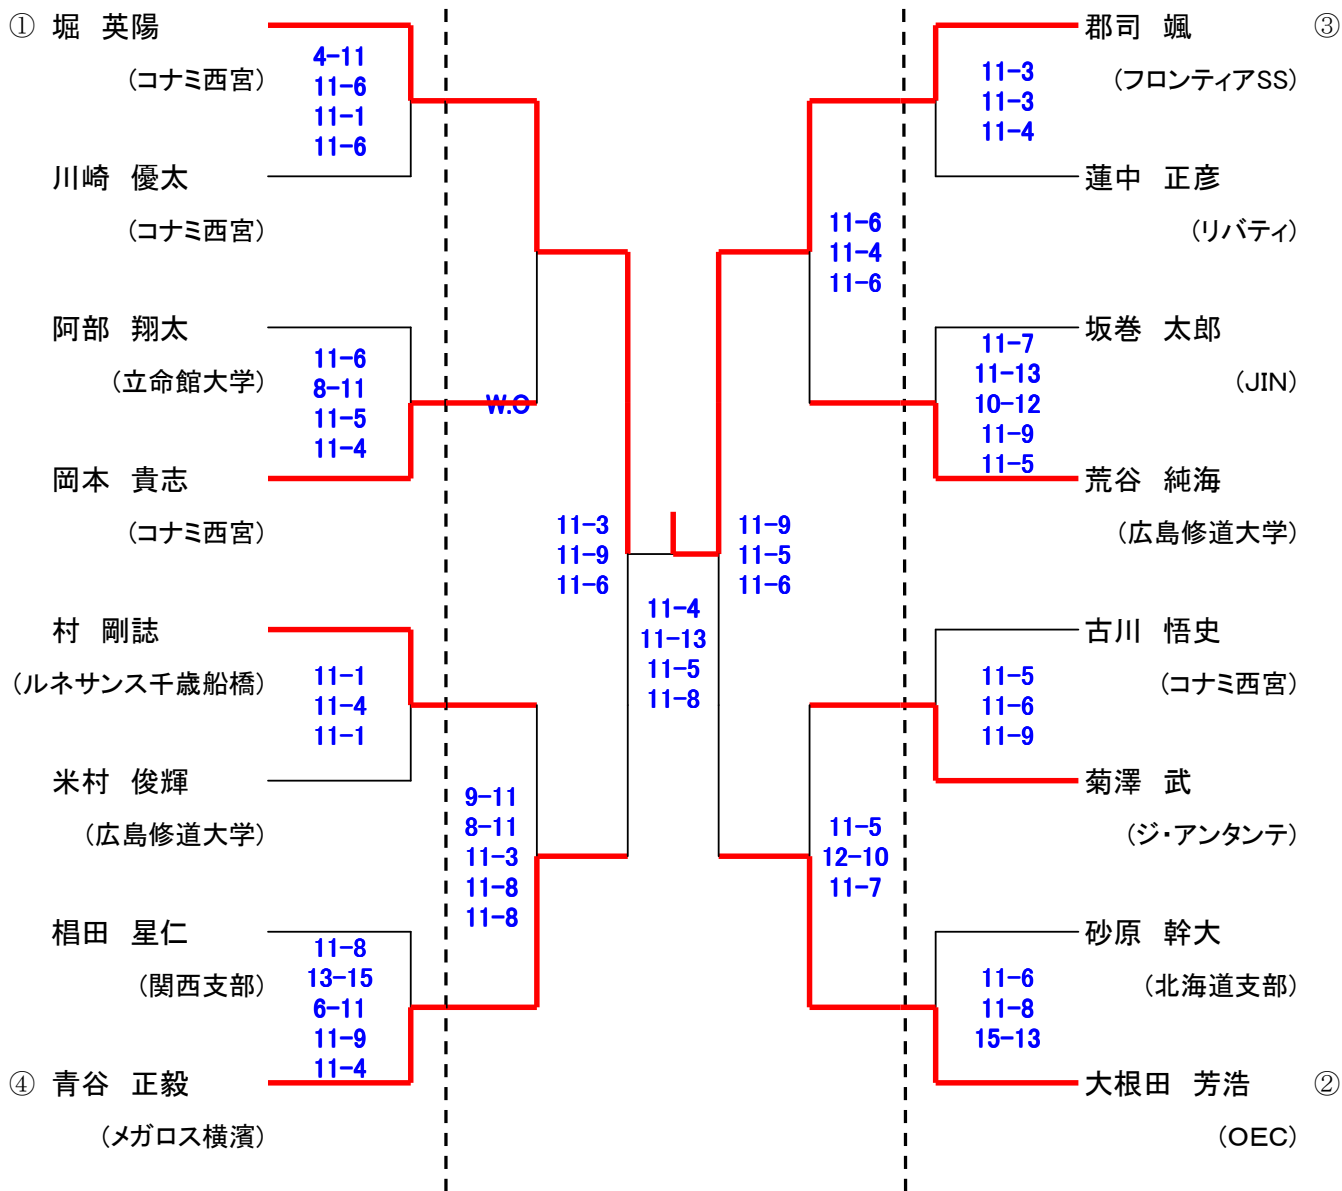 ① 堀 英陽
(コナミ西宮)
4-11
11-6
11-1
11-6
川崎 優太
(コナミ西宮)
阿部 翔太
(立命館大学)
11-6
8-11
11-5
11-4
W.O
岡本 貴志
(コナミ西宮)
村 剛誌
(ルネサンス千歳船橋)
11-1
11-4
11-1
米村 俊輝
(広島修道大学)
9-11
8-11
11-3
11-8
11-8
椙田 星仁
(関西支部)
11-8
13-15
6-11
11-9
11-4
④ 青谷 正毅
(メガロス横濱)
11-3
11-9
11-6
11-4
11-13
11-5
11-8
11-9
11-5
11-6
郡司 颯 ③
(フロンティアSS)
11-3
11-3
11-4
蓮中 正彦
(リバティ)
11-6
11-4
11-6
坂巻 太郎
(JIN)
11-7
11-13
10-12
11-9
11-5
荒谷 純海
(広島修道大学)
古川 悟史
(コナミ西宮)
11-5
11-6
11-9
菊澤 武
(ジ・アンタンテ)
11-5
12-10
11-7
砂原 幹大
(北海道支部)
11-6
11-8
15-13
大根田 芳浩 ②
(OEC)